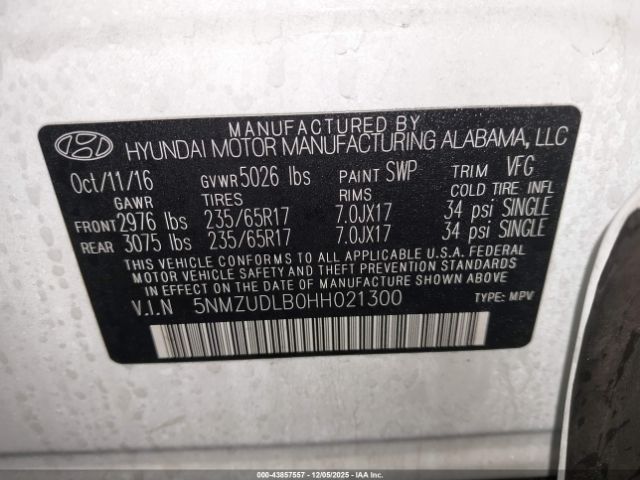 MANUFACTURED BY
HYUNDAI MOTOR MANUFACTURING ALABAMA, LLC
Oct/11/16 GVWR 5026 lbs PAINT SWP TRIM VFG
GAWR TIRES RIMS COLD TIRE INFL
FRONT 2976 lbs 235/65R17 7.0JX17 34 psi SINGLE
REAR 3075 lbs 235/65R17 7.0JX17 34 psi SINGLE
THIS VEHICLE CONFORMS TO ALL APPLICABLE U.S.A. FEDERAL
MOTOR VEHICLE SAFETY AND THEFT PREVENTION STANDARDS
IN EFFECT ON THE DATE OF MANUFACTURE SHOWN ABOVE
V.I.N 5NMZUDLB0HH021300 TYPE: MPV
000-43857557 - 12/05/2025 - COPYRIGHT IAA, LLC